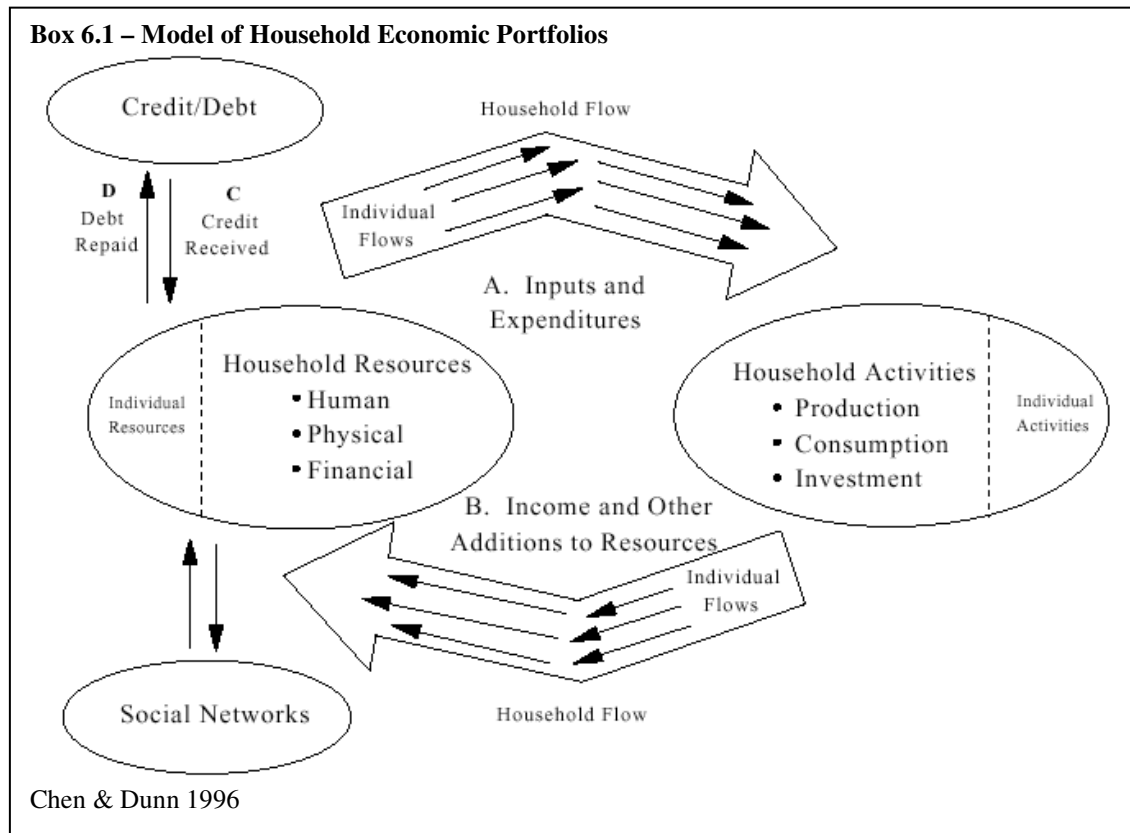 Box 6.1 – Model of Household Economic Portfolios
Credit/Debt
Household Flow
D
Debt
Repaid
C
Credit
Received
Individual
Flows
A. Inputs and
Expenditures
Individual
Resources
Household Resources
• Human
• Physical
• Financial
Household Activities
• Production
• Consumption
• Investment
Individual
Activities
B. Income and Other
Additions to Resources
Individual
Flows
Social Networks
Household Flow
Chen & Dunn 1996